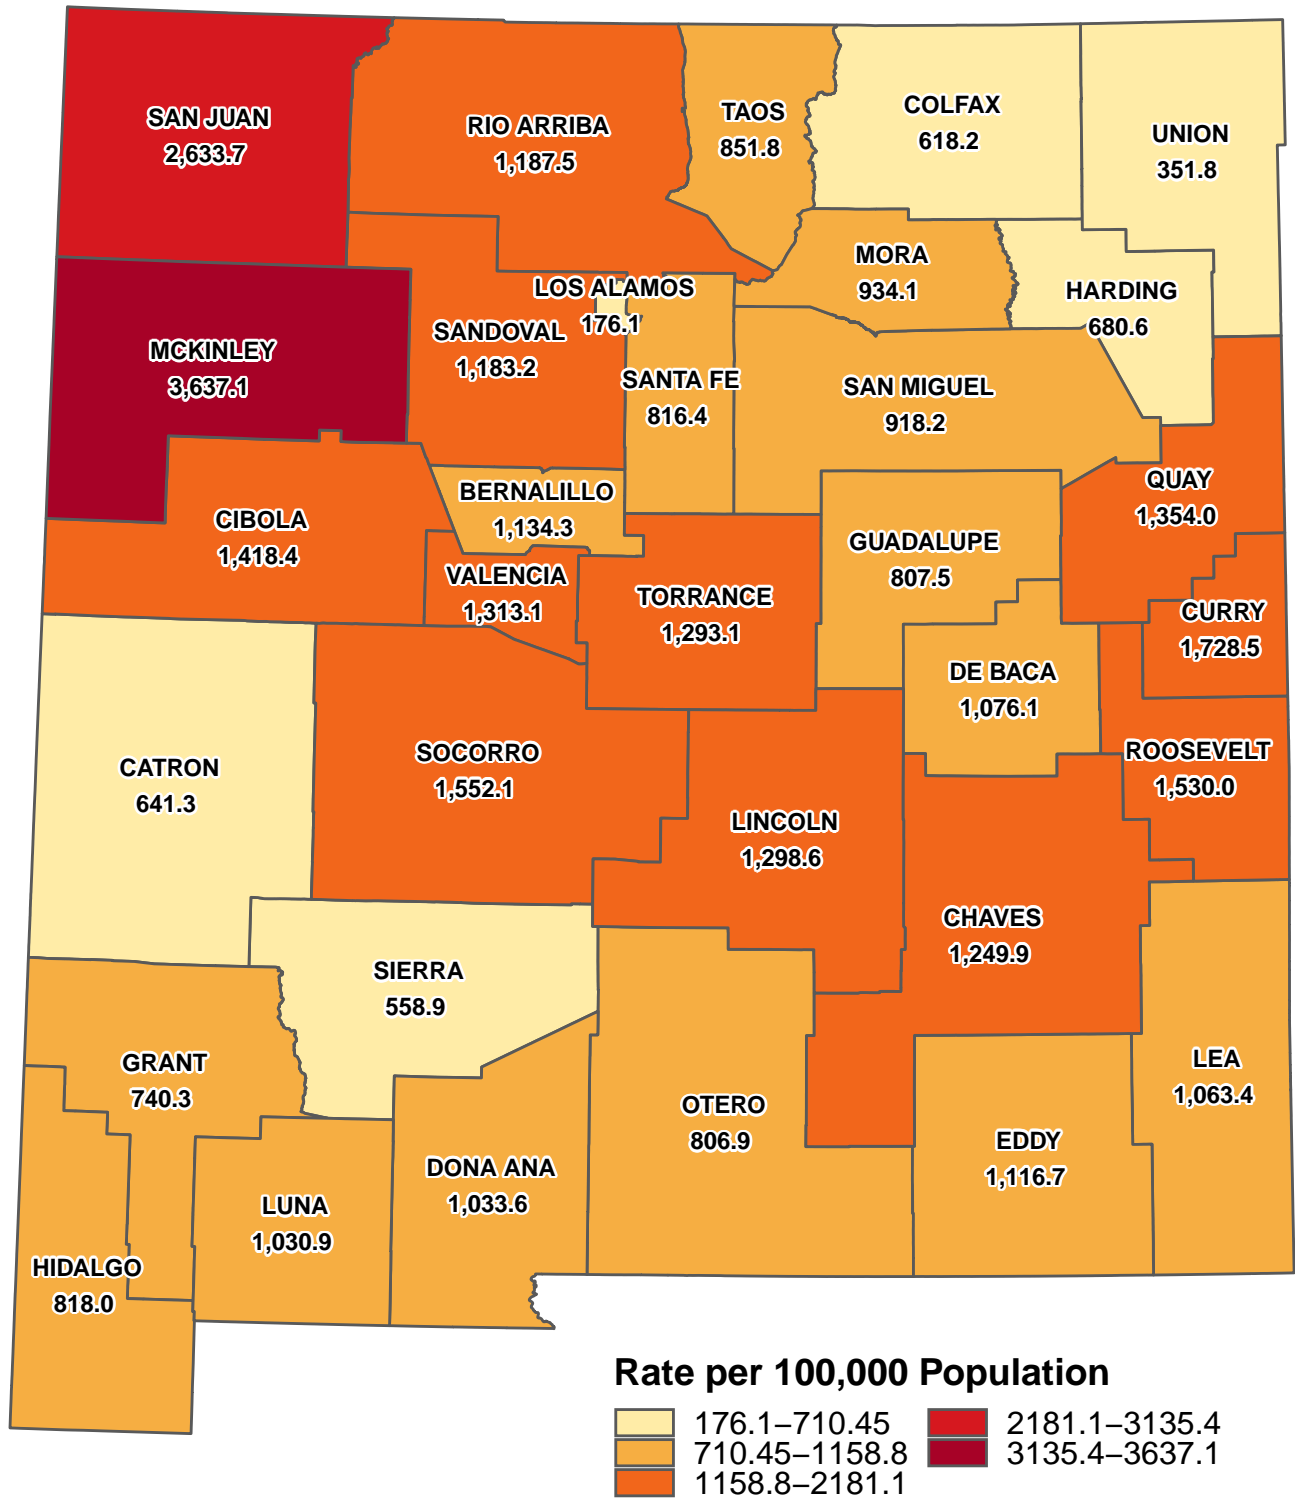 SAN JUAN
2,633.7
RIO ARRIBA
1,187.5
TAOS
851.8
COLFAX
618.2
UNION
351.8
MORA
934.1
HARDING
680.6
LOS ALAMOS
176.1
SANDOVAL
1,183.2
MCKINLEY
3,637.1
SANTA FE
816.4
SAN MIGUEL
918.2
QUAY
1,354.0
BERNALILLO
1,134.3
CIBOLA
1,418.4
GUADALUPE
807.5
VALENCIA
1,313.1
TORRANCE
1,293.1
CURRY
1,728.5
DE BACA
1,076.1
ROOSEVELT
1,530.0
SOCORRO
1,552.1
CATRON
641.3
LINCOLN
1,298.6
CHAVES
1,249.9
SIERRA
558.9
GRANT
740.3
LEA
1,063.4
OTERO
806.9
EDDY
1,116.7
DONA ANA
1,033.6
LUNA
1,030.9
HIDALGO
818.0
Rate per 100,000 Population
176.1–710.45
710.45–1158.8
1158.8–2181.1
2181.1–3135.4
3135.4–3637.1